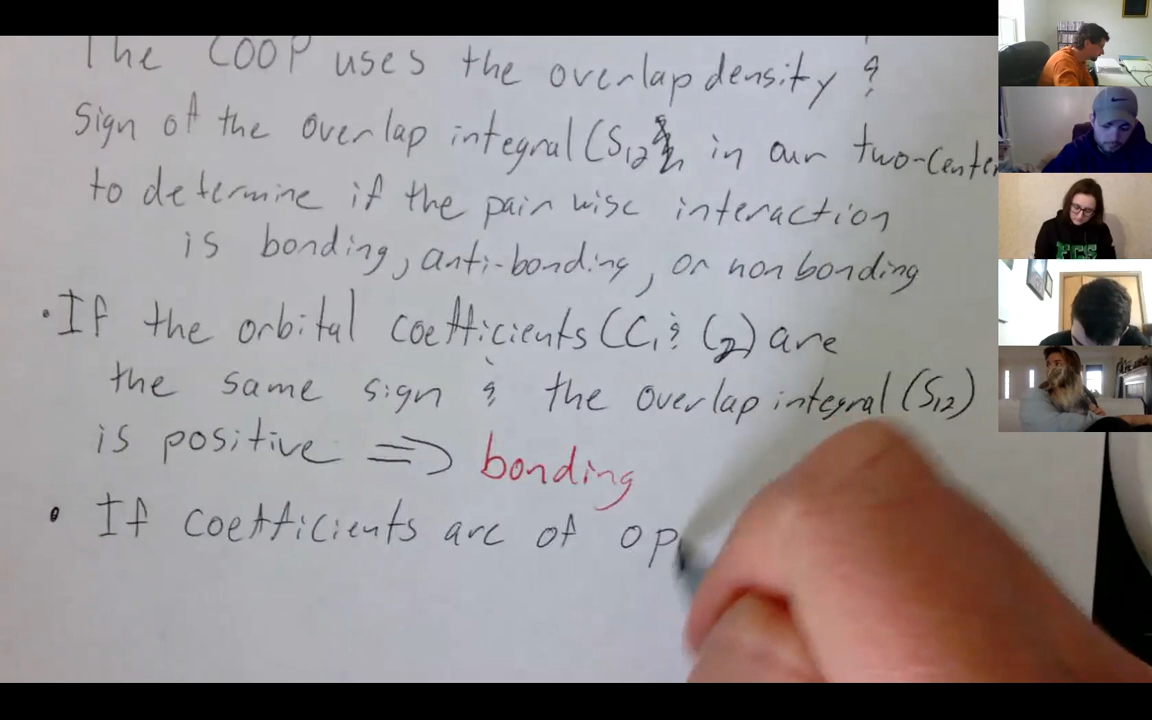 The COOP uses the overlap density &
Sign of the overlap integral (S12 in our two-center
to determine if the pair wise interaction
is bonding, anti-bonding, or nonbonding
• If the orbital coefficients (C1 & C2) are
the same sign & the overlap integral (S12)
is positive => bonding
• If coefficients are of op